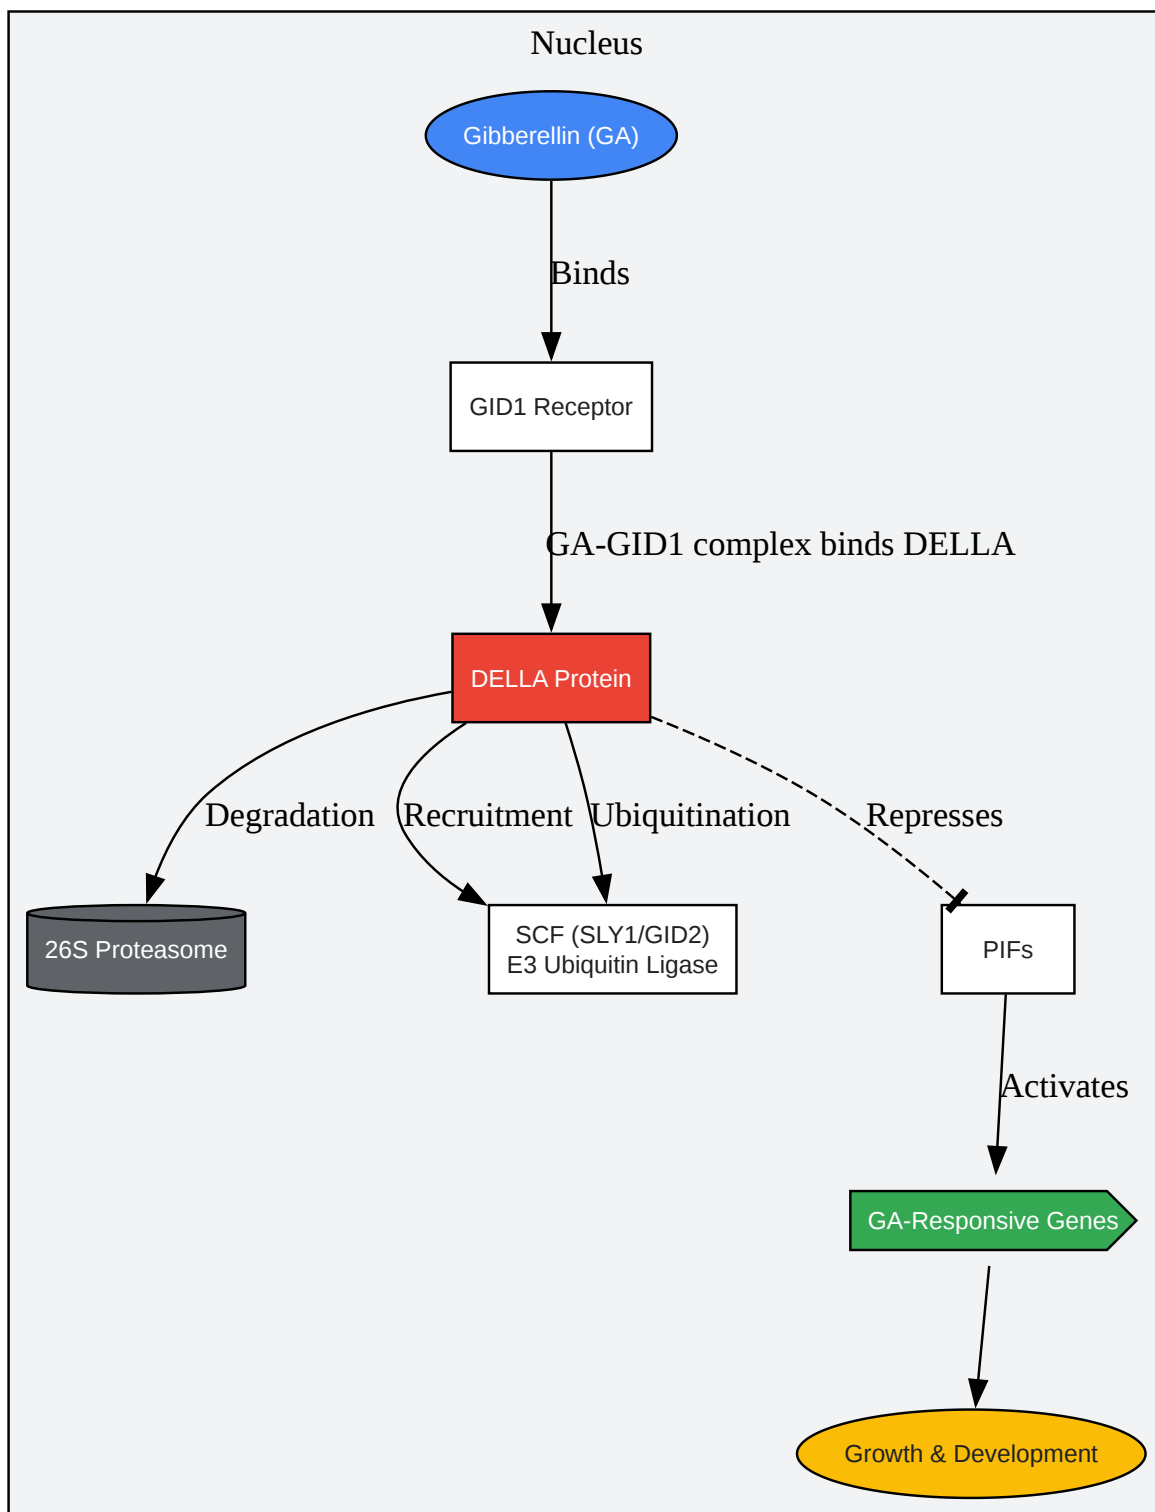 Nucleus
Gibberellin (GA)
Binds
GID1 Receptor
GA-GID1 complex binds DELLA
DELLA Protein
Degradation
Recruitment
Ubiquitination
Represses
26S Proteasome
SCF (SLY1/GID2)
E3 Ubiquitin Ligase
PIFs
Activates
GA-Responsive Genes
Growth & Development